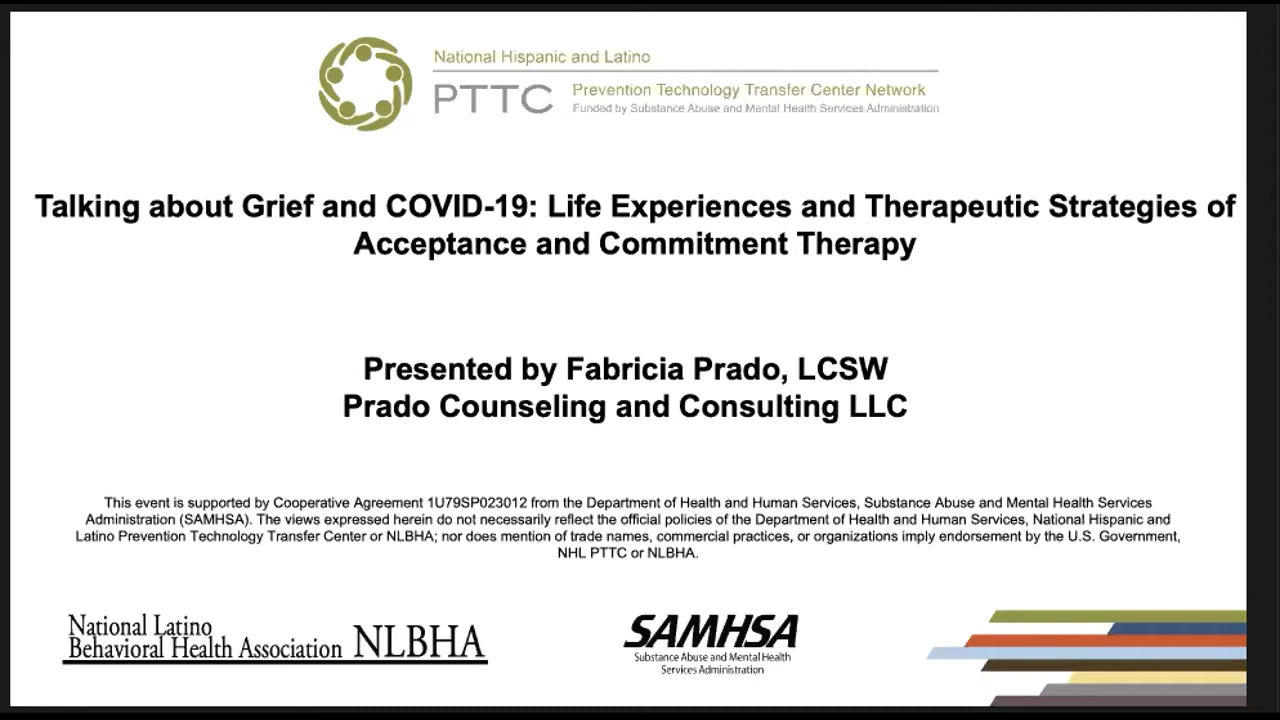 National Hispanic and Latino
PTTC
Prevention Technology Transfer Center Network
Funded by Substance Abuse and Mental Health Services Administration
Talking about Grief and COVID-19: Life Experiences and Therapeutic Strategies of
Acceptance and Commitment Therapy
Presented by Fabricia Prado, LCSW
Prado Counseling and Consulting LLC
This event is supported by Cooperative Agreement 1U79SP023012 from the Department of Health and Human Services, Substance Abuse and Mental Health Services
Administration (SAMHSA). The views expressed herein do not necessarily reflect the official policies of the Department of Health and Human Services, National Hispanic and
Latino Prevention Technology Transfer Center or NLBHA; nor does mention of trade names, commercial practices, or organizations imply endorsement by the U.S. Government,
NHL PTTC or NLBHA.
National Latino
Behavioral Health Association NLBHA
SAMHSA
Substance Abuse and Mental Health
Services Administration